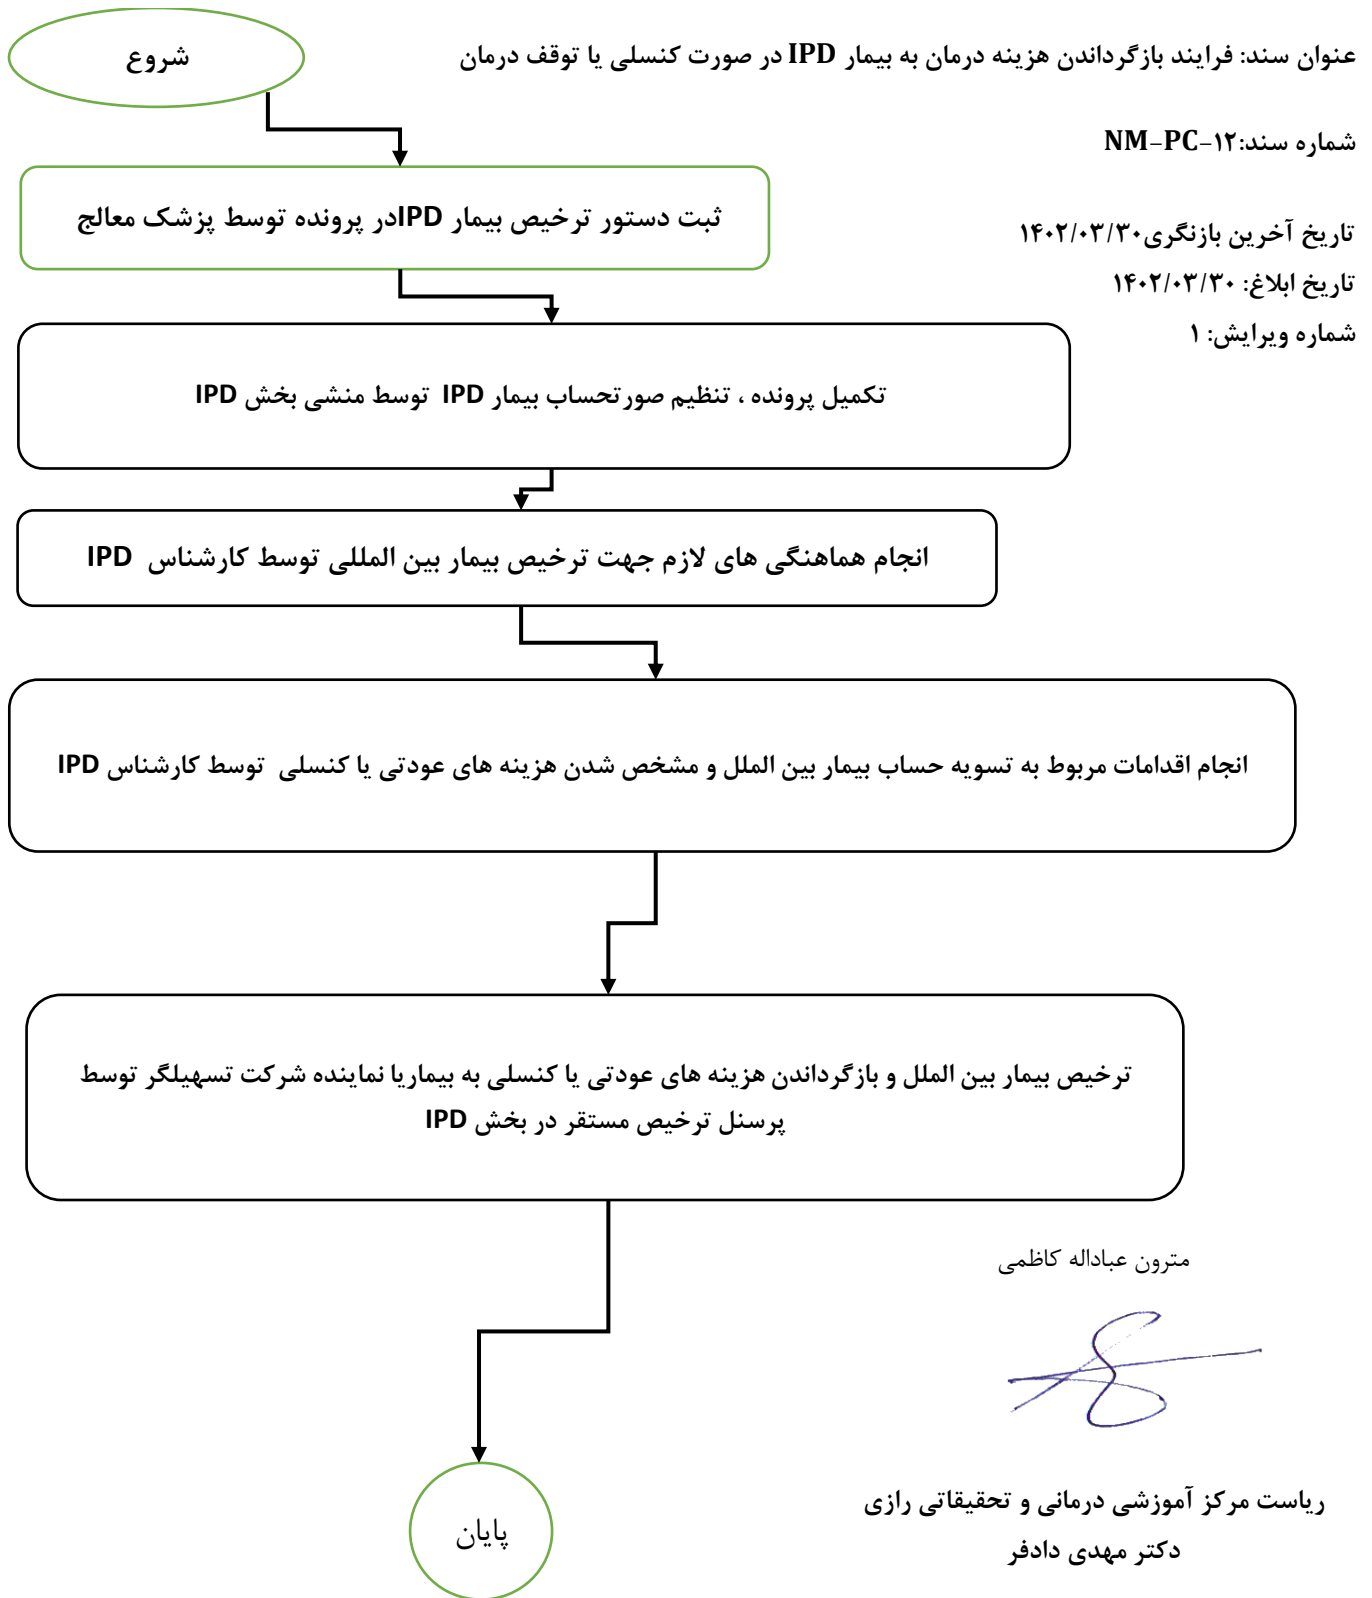 عنوان سند: فرایند بازگرداندن هزینه درمان به بیمار IPD در صورت کنسلی یا توقف درمان
شماره سند:NM-PC-۱۲
تاریخ آخرین بازنگری۱۴۰۲/۰۳/۳۰
تاریخ ابلاغ: ۱۴۰۲/۰۳/۳۰
شماره ویرایش: ۱
شروع
ثبت دستور ترخیص بیمار IPDدر پرونده توسط پزشک معالج
تکمیل پرونده ، تنظیم صورتحساب بیمار IPD توسط منشی بخش IPD
انجام هماهنگی های لازم جهت ترخیص بیمار بین المللی توسط کارشناس IPD
انجام اقدامات مربوط به تسویه حساب بیمار بین الملل و مشخص شدن هزینه های عودتی یا کنسلی توسط کارشناس IPD
ترخیص بیمار بین الملل و بازگرداندن هزینه های عودتی یا کنسلی به بیماریا نماینده شرکت تسهیلگر توسط
پرسنل ترخیص مستقر در بخش IPD
مترون عباداله کاظمی
ریاست مرکز آموزشی درمانی و تحقیقاتی رازی
دکتر مهدی دادفر
پایان